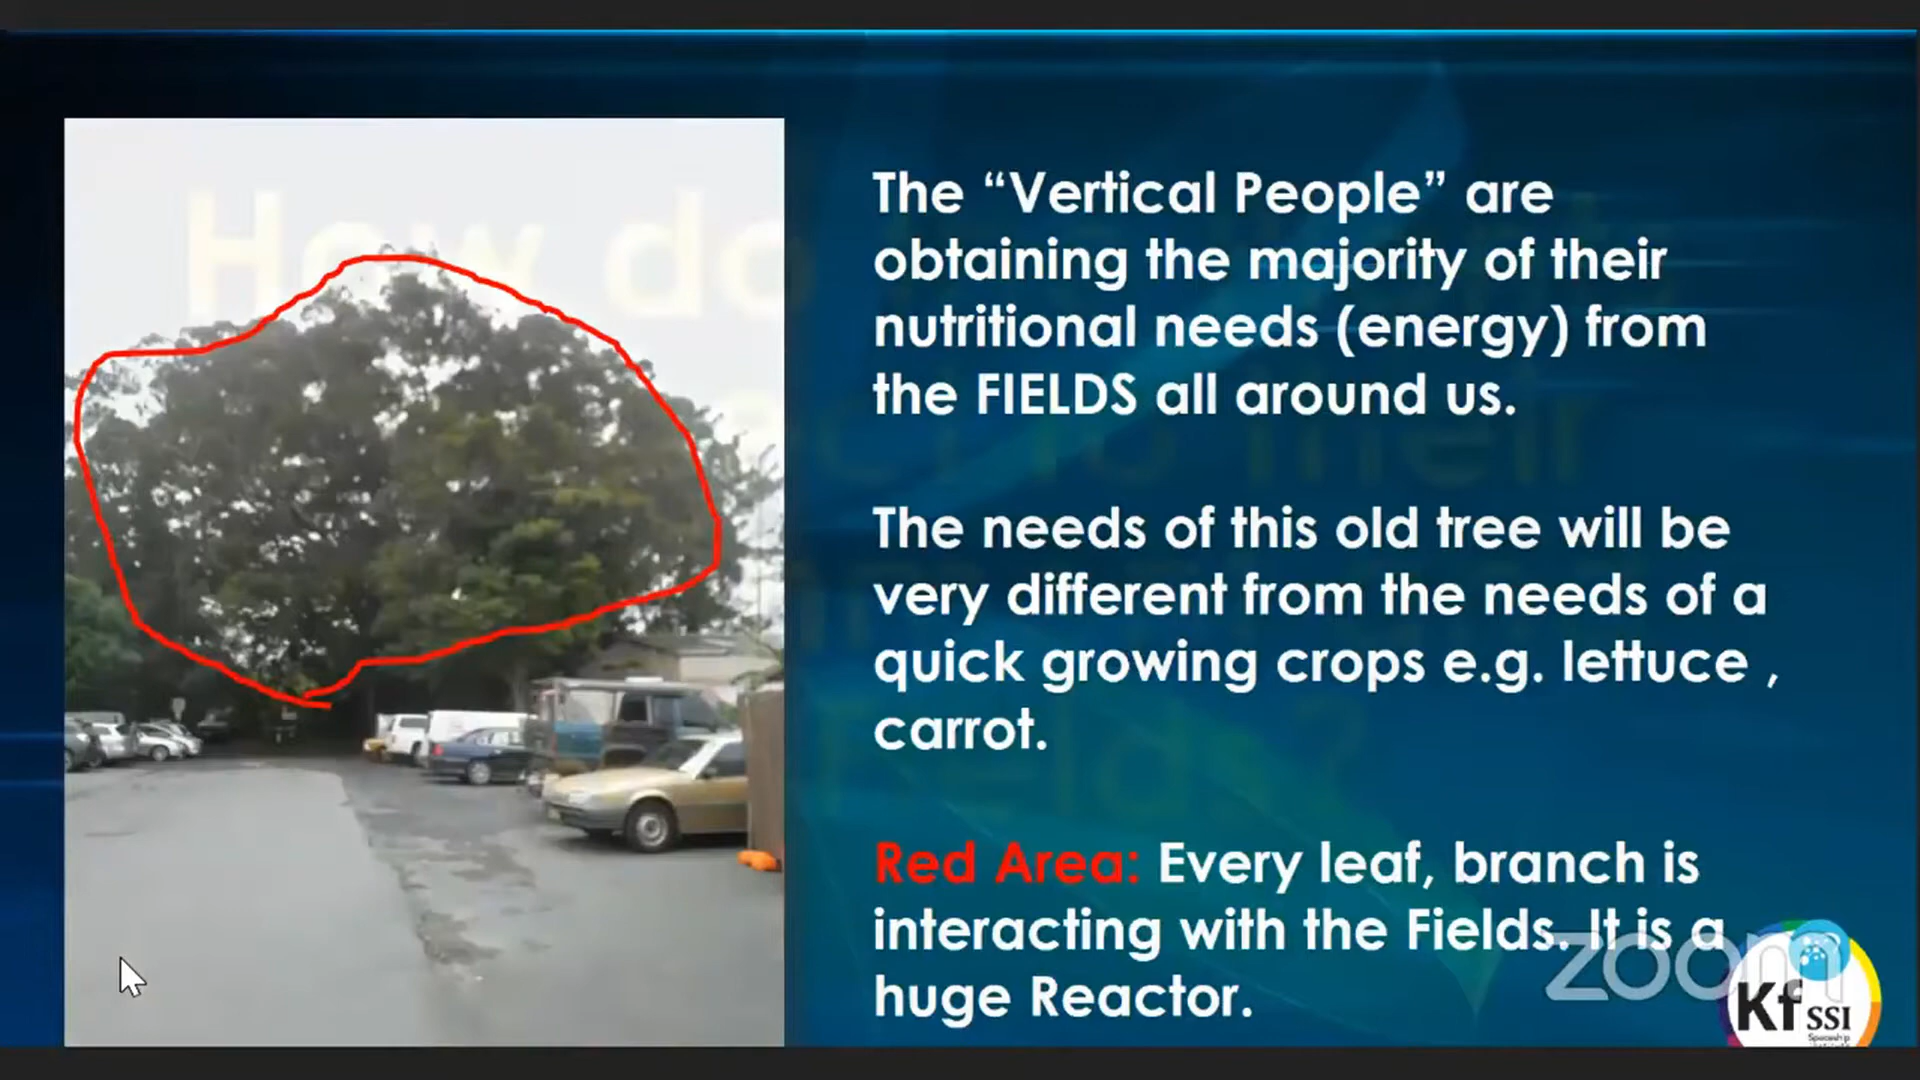 The “Vertical People” are
obtaining the majority of their
nutritional needs (energy) from
the FIELDS all around us.
The needs of this old tree will be
very different from the needs of a
quick growing crops e.g. lettuce ,
carrot.
Red Area: Every leaf, branch is
interacting with the Fields. It is a
huge Reactor.
zoom
Kf SSI
How do